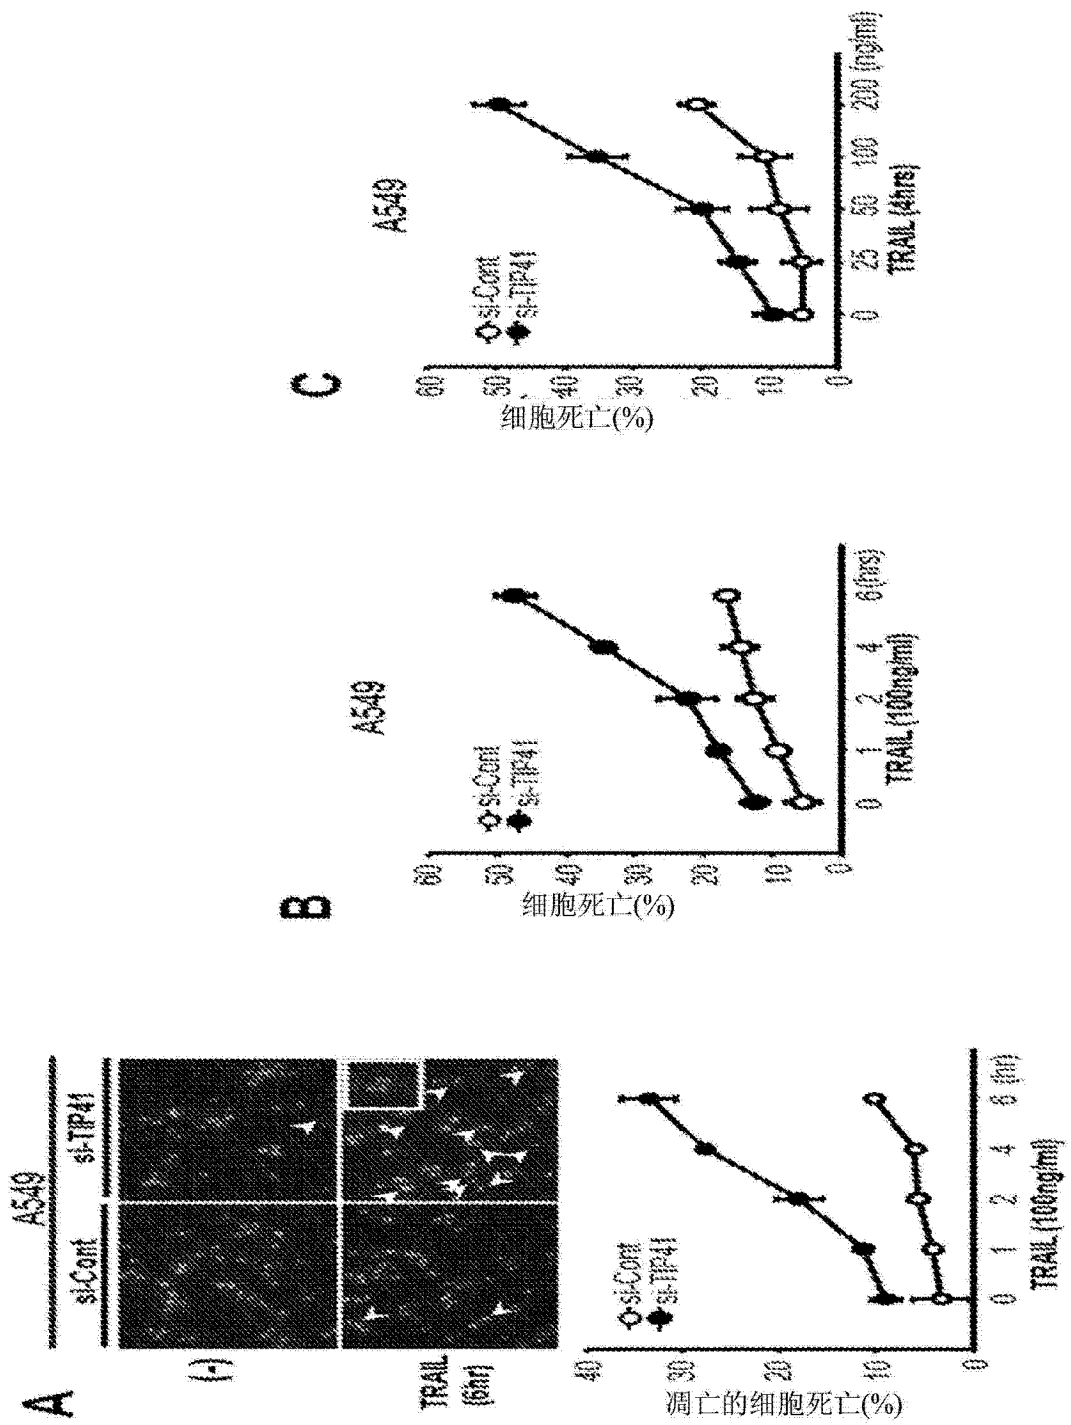 A
A549
si-Cont
si-TIP41
(-)
TRAIL
(6hr)
凋亡的细胞死亡(%)
40
30
20
10
0
si-Cont
si-TIP41
0 1 2 4 6 (hr)
TRAIL (100ng/ml)
B
A549
细胞死亡(%)
60
50
40
30
20
10
0
si-Cont
si-TIP41
0 1 2 4 6 (hrs)
TRAIL (100ng/ml)
C
A549
细胞死亡(%)
60
50
40
30
20
10
0
si-Cont
si-TIP41
0 25 50 100 200 (ng/ml)
TRAIL (4hrs)